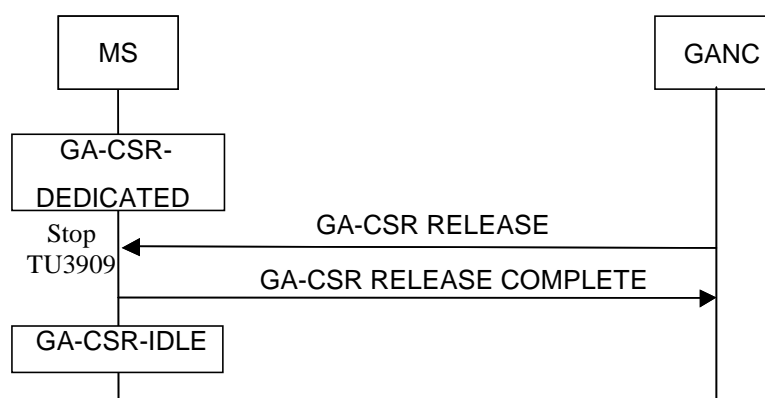 MS
GANC
GA-CSR-
DEDICATED
GA-CSR RELEASE
Stop
TU3909
GA-CSR RELEASE COMPLETE
GA-CSR-IDLE